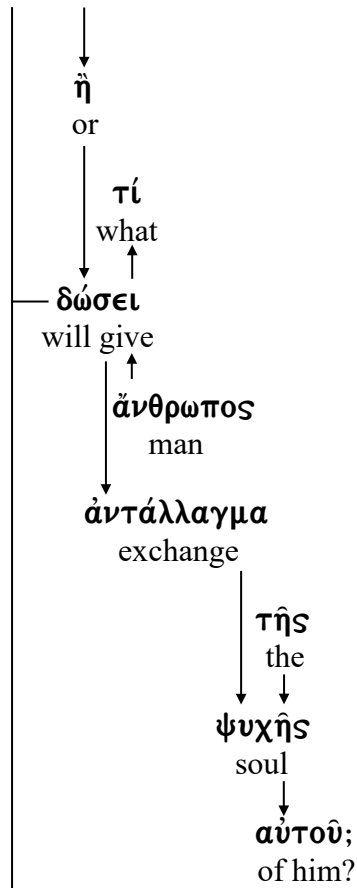 ἢ
or
τί
what
δώσει
will give
ἄνθρωπος
man
ἀντάλλαγμα
exchange
τῆς
the
ψυχῆς
soul
αὐτοῦ;
of him?